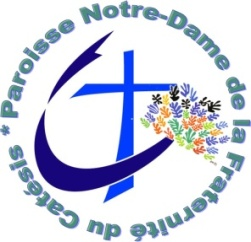 * Paroisse Notre-Dame de la Fraternité du Catésis